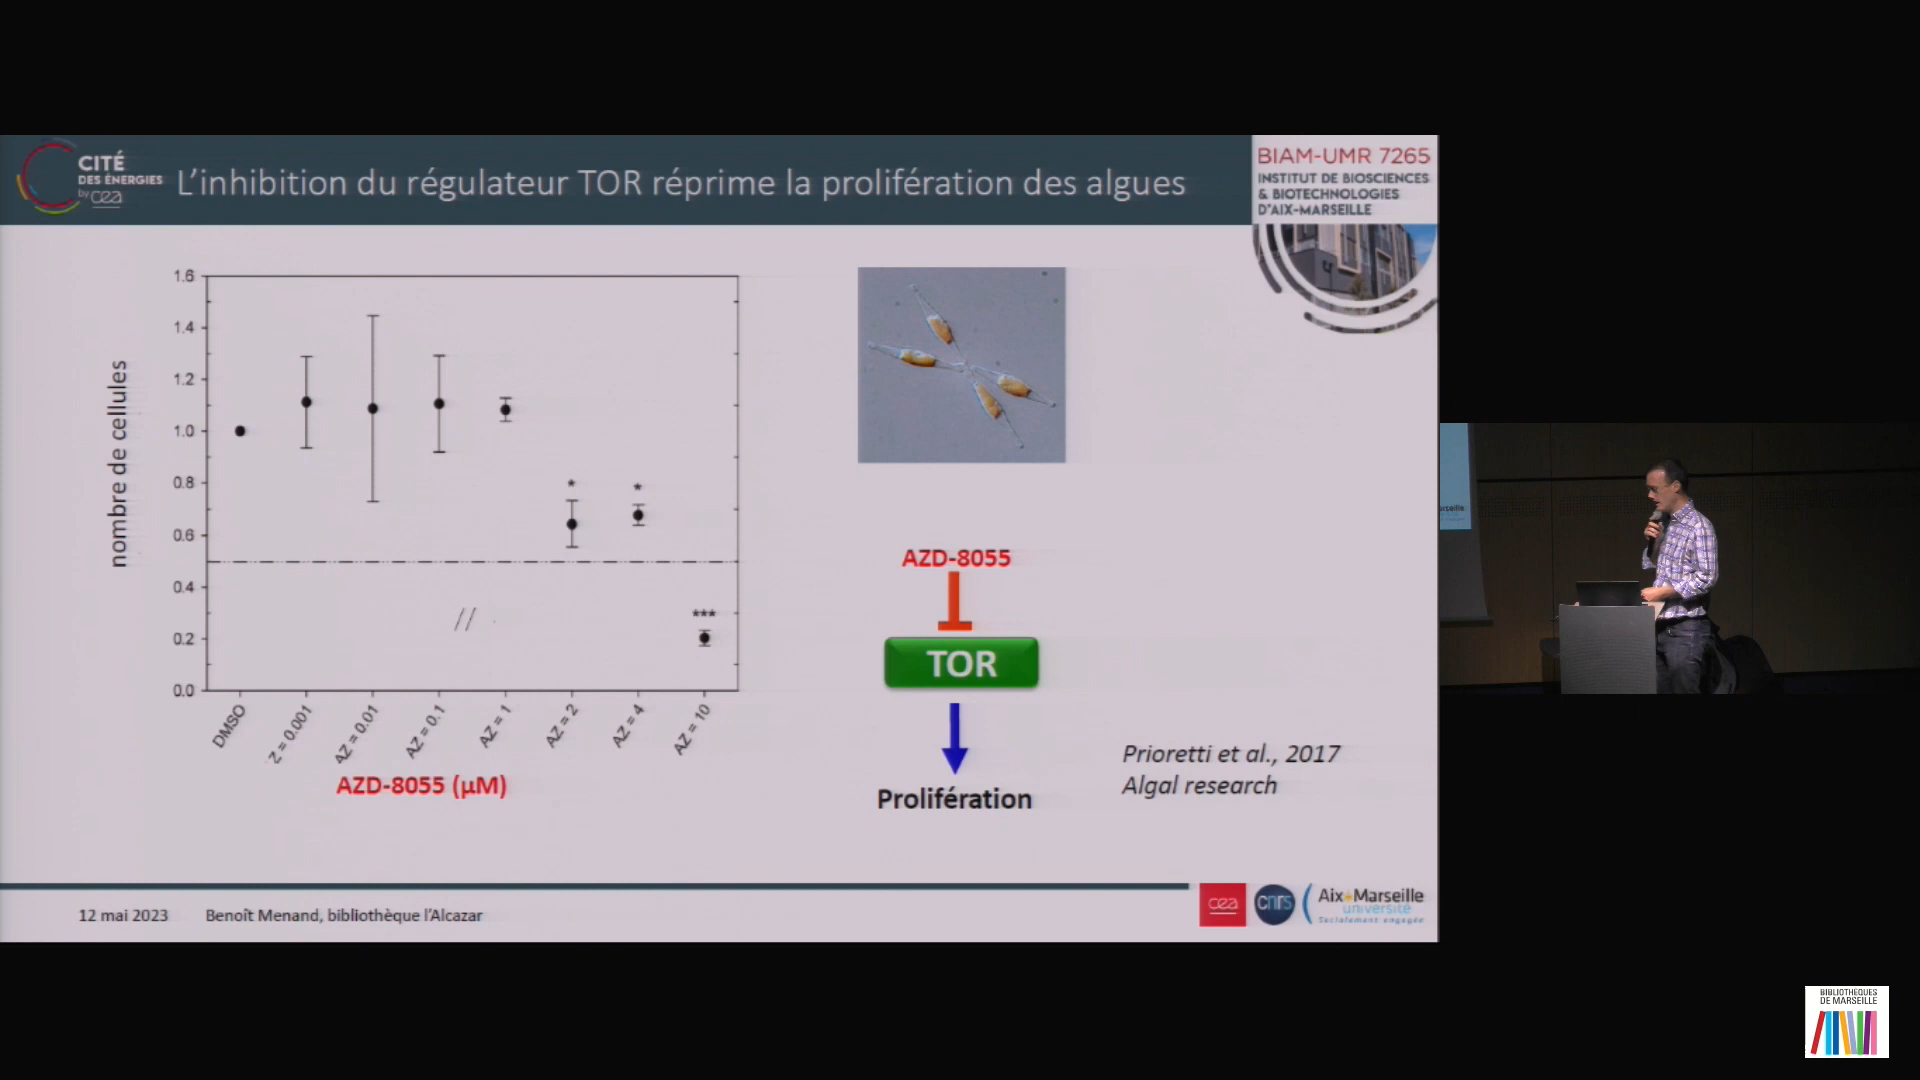 CITÉ
DES ÉNERGIES
by cea
L'inhibition du régulateur TOR réprime la prolifération des algues
BIAM-UMR 7265
INSTITUT DE BIOSCIENCES
& BIOTECHNOLOGIES
D'AIX-MARSEILLE
nombre de cellules
1.6
1.4
1.2
1.0
0.8
0.6
0.4
0.2
0.0
*
*
***
//
DMSO
Z = 0.001
AZ = 0.01
AZ = 0.1
AZ = 1
AZ = 2
AZ = 4
AZ = 10
AZD-8055 (µM)
AZD-8055
TOR
Prolifération
Prioretti et al., 2017
Algal research
12 mai 2023 Benoît Menand, bibliothèque l'Alcazar
cea
cnrs
Aix*Marseille
université
Socialement engagée
BIBLIOTHEQUES
DE MARSEILLE